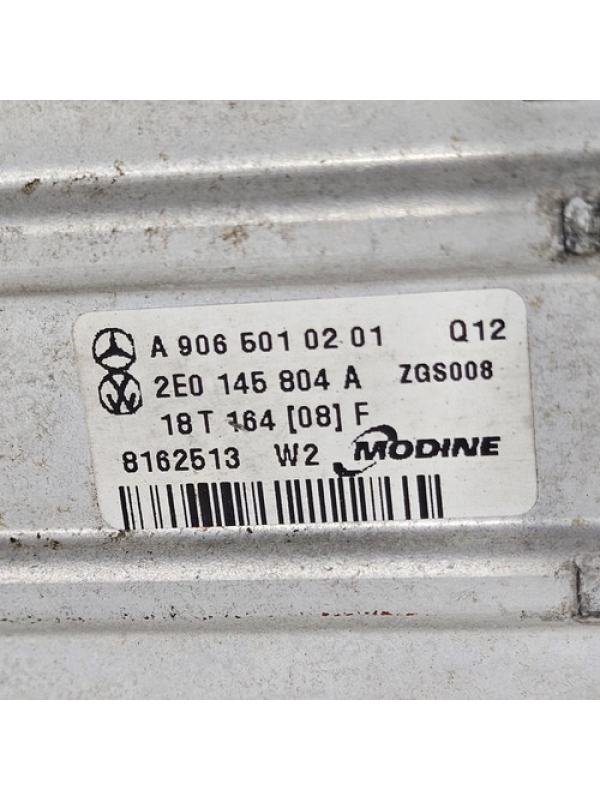 A 906 501 02 01 Q12
2E0 145 804 A ZGS008
18T 164 [08] F
8162513 W2 MODINE